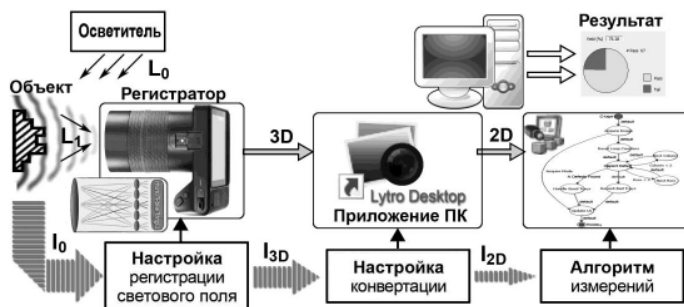 Осветитель
L₀
Результат
Объект
Регистратор
L₁
3D
2D
Lytro Desktop
Приложение ПК
I₀
I₃D
I₂D
Настройка
регистрации
светового поля
Настройка
конвертации
Алгоритм
измерений